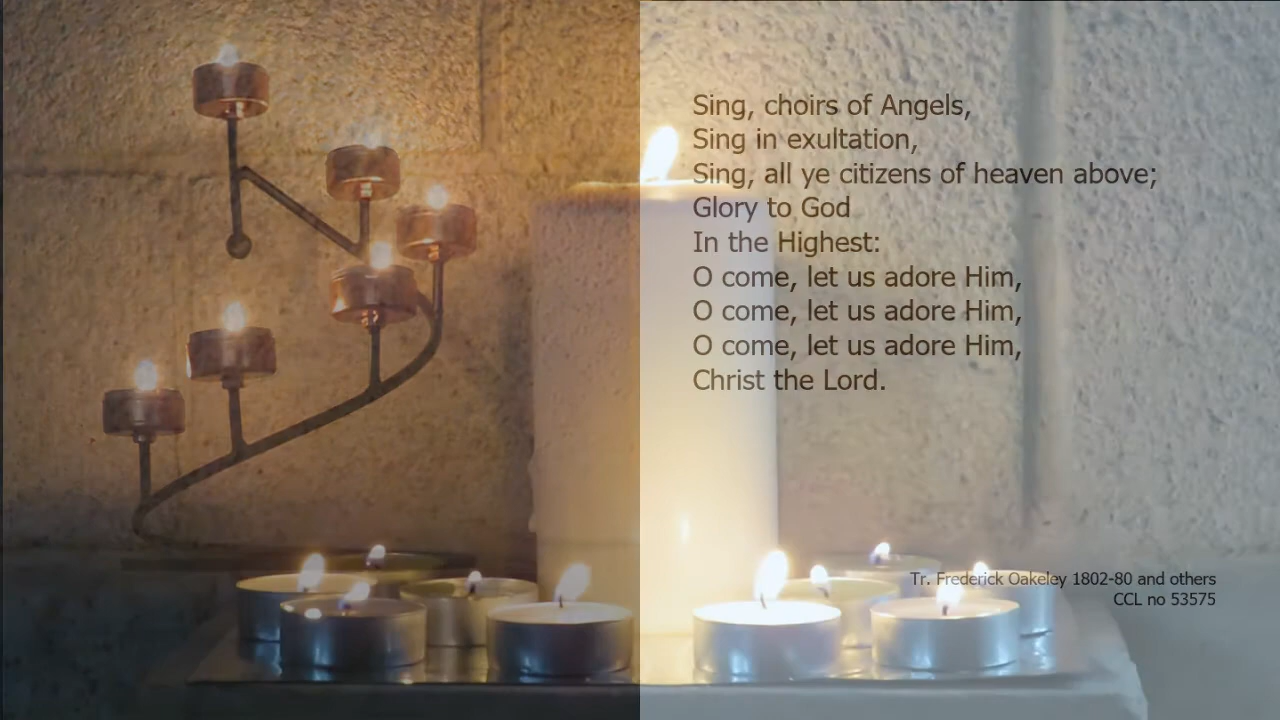 Sing, choirs of Angels,
Sing in exultation,
Sing, all ye citizens of heaven above;
Glory to God
In the Highest:
O come, let us adore Him,
O come, let us adore Him,
O come, let us adore Him,
Christ the Lord.
Tr. Frederick Oakeley 1802-80 and others
CCL no 53575